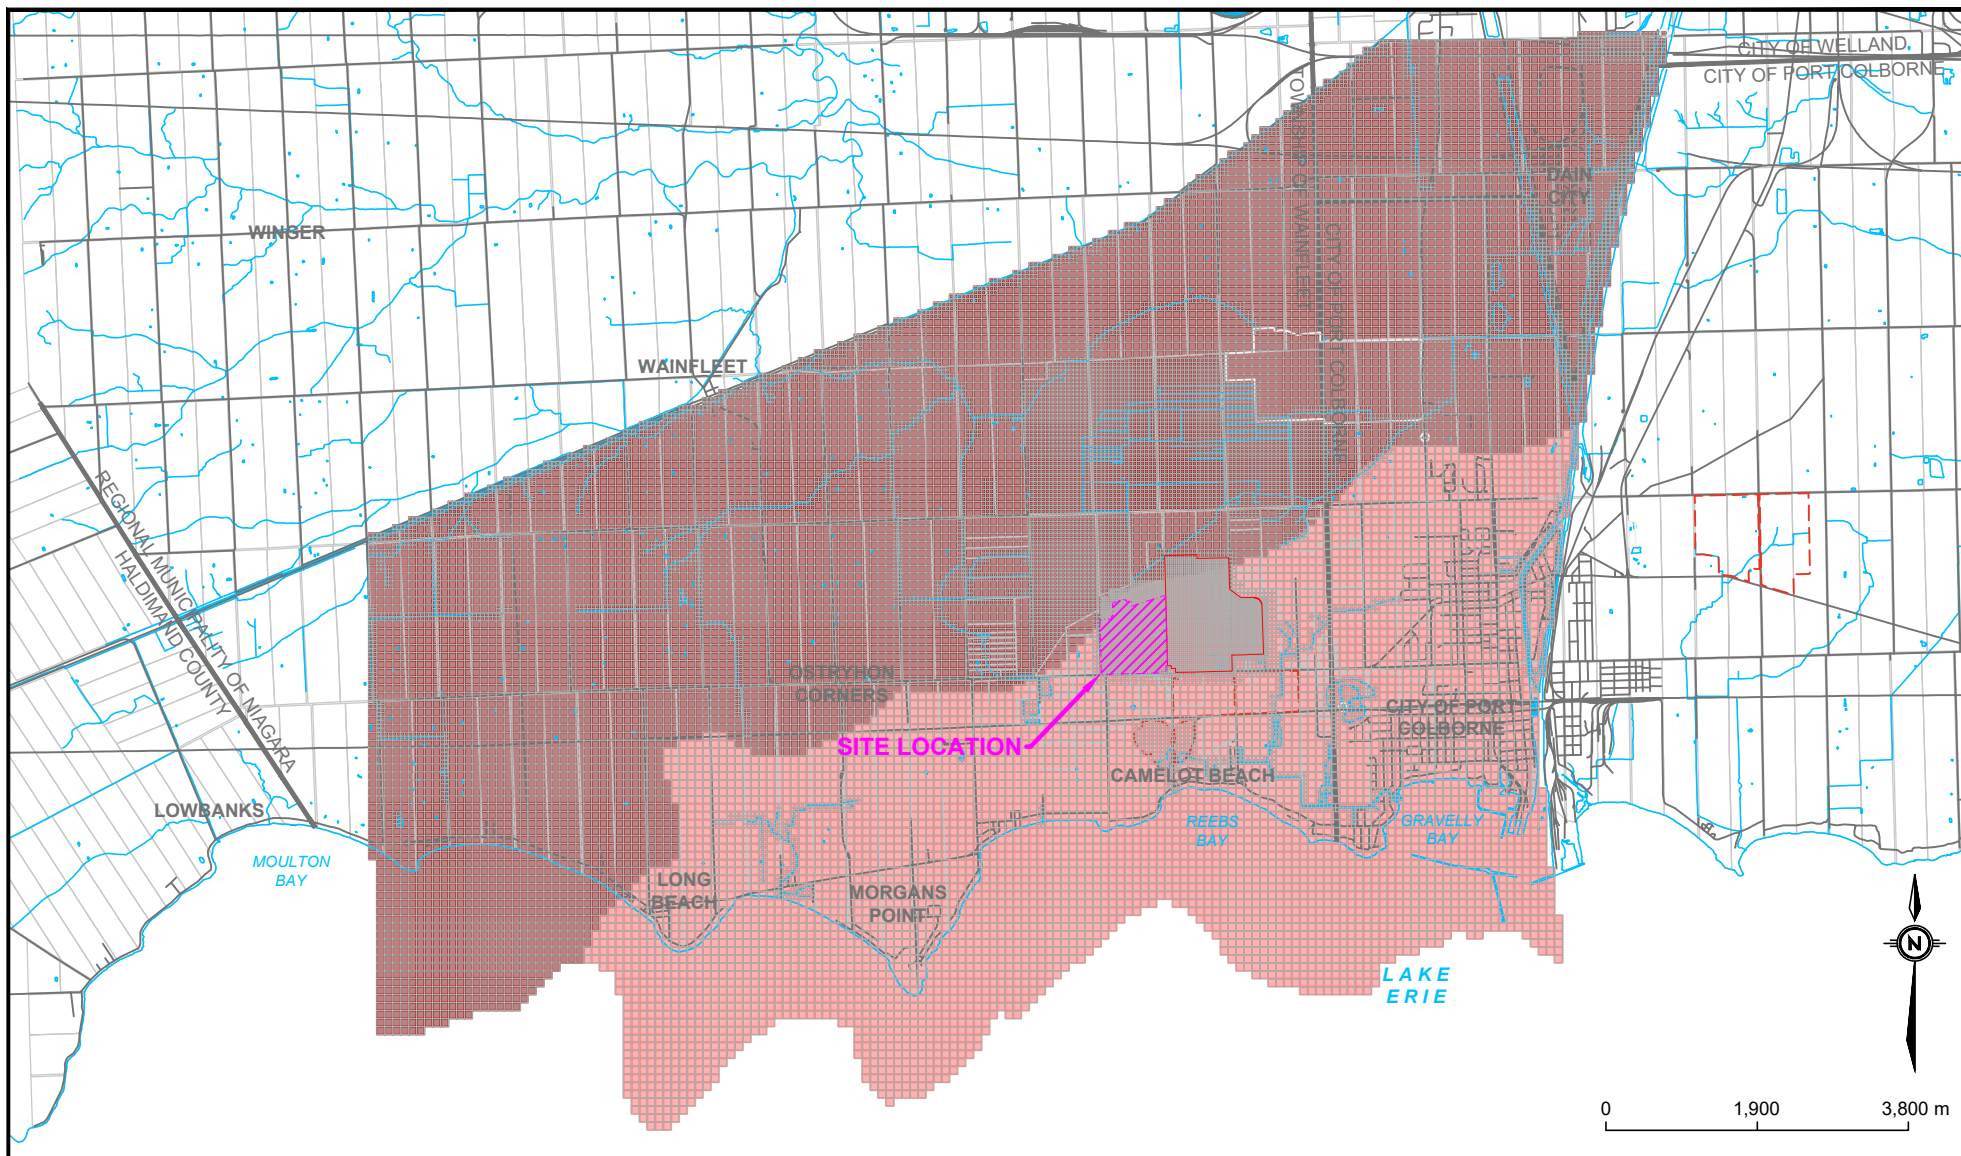 CITY OF WELLAND
CITY OF PORT COLBORNE
TOWNSHIP OF WAINFLEET
CITY OF PORT COLBORNE
DAIN
CITY
WINGER
WAINFLEET
REGIONAL MUNICIPALITY OF NIAGARA
HALDIMAND COUNTY
OSTRYHON
CORNERS
SITE LOCATION
CITY OF PORT
COLBORNE
CAMELOT BEACH
LOWBANKS
REEBS
BAY
GRAVELLY
BAY
MOULTON
BAY
LONG
BEACH
MORGANS
POINT
LAKE
ERIE
N
0 1,900 3,800 m